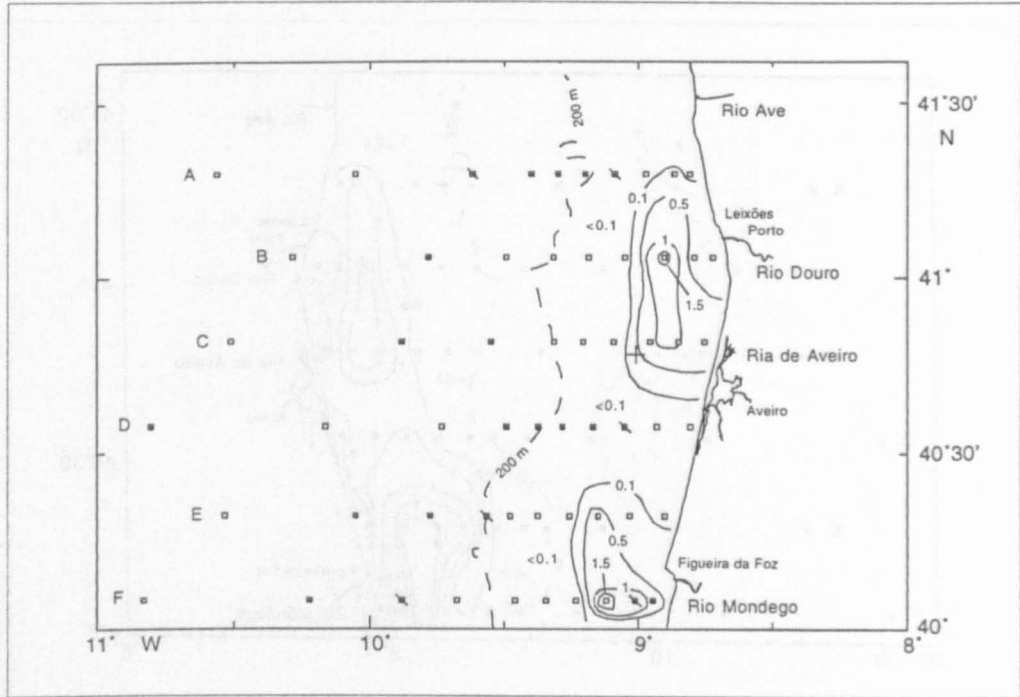 41°30'
Rio Ave
N
200 m
A
0.1
0.5
Leixões
Porto
<0.1
B
1
Rio Douro
41°
1.5
C
Ria de Aveiro
Aveiro
<0.1
D
200 m
40°30'
0.1
E
0.5
<0.1
1.5
Figueira da Foz
F
1
Rio Mondego
40°
11°
W
10°
9°
8°